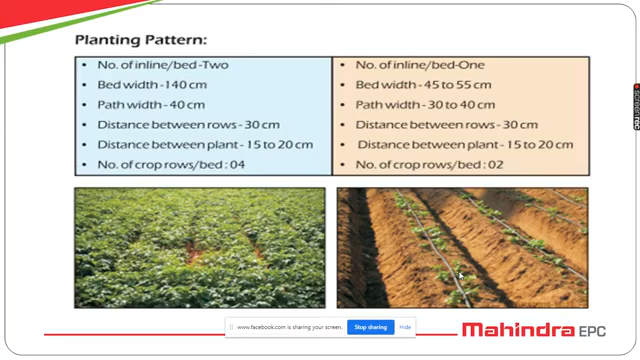 Planting Pattern:
• No. of inline/bed-Two
• Bed width-140 cm
• Path width-40 cm
• Distance between rows-30 cm
• Distance between plant - 15 to 20 cm
• No. of crop rows/bed : 04
• No. of inline/bed-One
• Bed width - 45 to 55 cm
• Path width - 30 to 40 cm
• Distance between rows-30 cm
• Distance between plant - 15 to 20 cm
• No. of crop rows/bed : 02
www.facebook.com is sharing your screen.
Stop sharing
Hide
Mahindra EPC